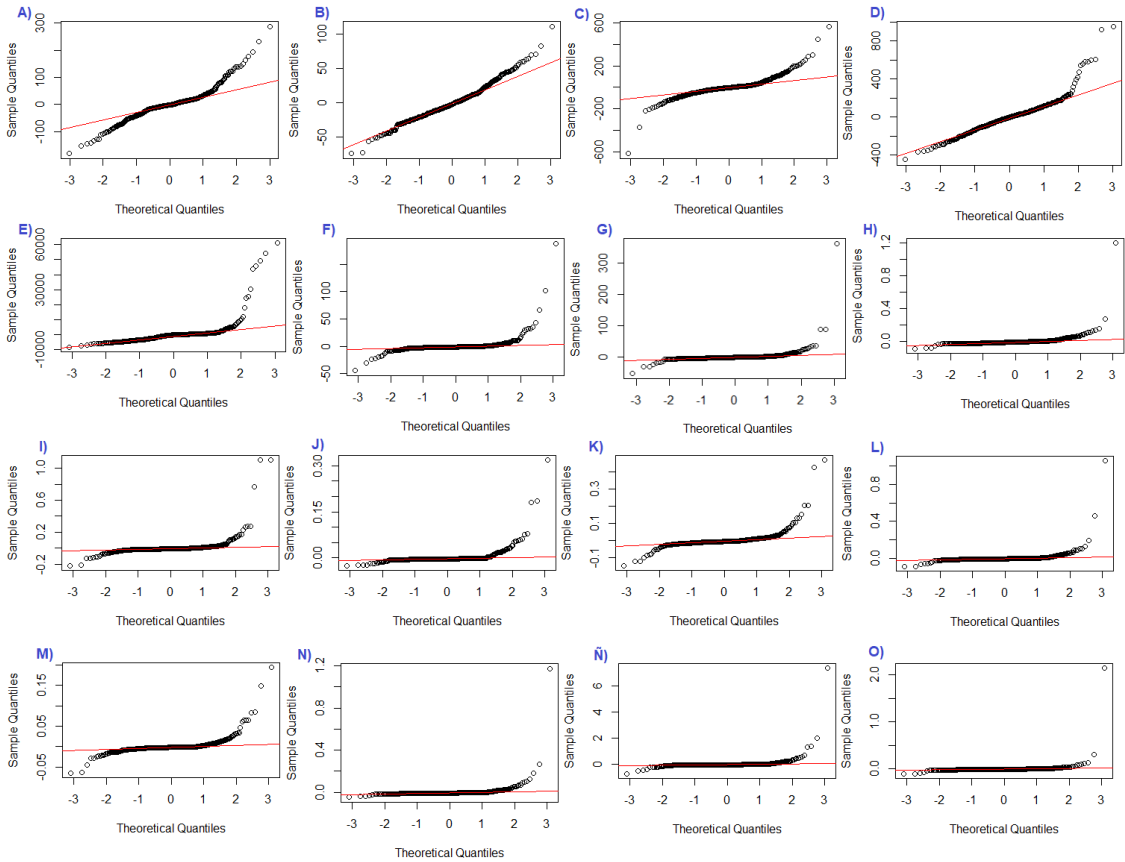 A)
Sample Quantiles
300
100
0
-100
-3 -2 -1 0 1 2 3
Theoretical Quantiles
B)
Sample Quantiles
100
50
0
-50
-3 -2 -1 0 1 2 3
Theoretical Quantiles
C)
Sample Quantiles
600
200
-200
-600
-3 -2 -1 0 1 2 3
Theoretical Quantiles
D)
Sample Quantiles
800
400
0
-400
-3 -2 -1 0 1 2 3
Theoretical Quantiles
E)
Sample Quantiles
60000
30000
-10000
-3 -2 -1 0 1 2 3
Theoretical Quantiles
F)
Sample Quantiles
150
100
50
0
-50
-3 -2 -1 0 1 2 3
Theoretical Quantiles
G)
Sample Quantiles
300
200
100
0
-3 -2 -1 0 1 2 3
Theoretical Quantiles
H)
Sample Quantiles
1.2
0.8
0.4
0.0
-3 -2 -1 0 1 2 3
Theoretical Quantiles
I)
Sample Quantiles
1.0
0.6
0.2
-0.2
-3 -2 -1 0 1 2 3
Theoretical Quantiles
J)
Sample Quantiles
0.30
0.15
0.00
-3 -2 -1 0 1 2 3
Theoretical Quantiles
K)
Sample Quantiles
0.3
0.1
-0.1
-3 -2 -1 0 1 2 3
Theoretical Quantiles
L)
Sample Quantiles
0.8
0.4
0.0
-3 -2 -1 0 1 2 3
Theoretical Quantiles
M)
Sample Quantiles
0.15
0.05
-0.05
-3 -2 -1 0 1 2 3
Theoretical Quantiles
N)
Sample Quantiles
1.2
0.8
0.4
0.0
-3 -2 -1 0 1 2 3
Theoretical Quantiles
Ñ)
Sample Quantiles
6
4
2
0
-3 -2 -1 0 1 2 3
Theoretical Quantiles
O)
Sample Quantiles
2.0
1.0
0.0
-3 -2 -1 0 1 2 3
Theoretical Quantiles